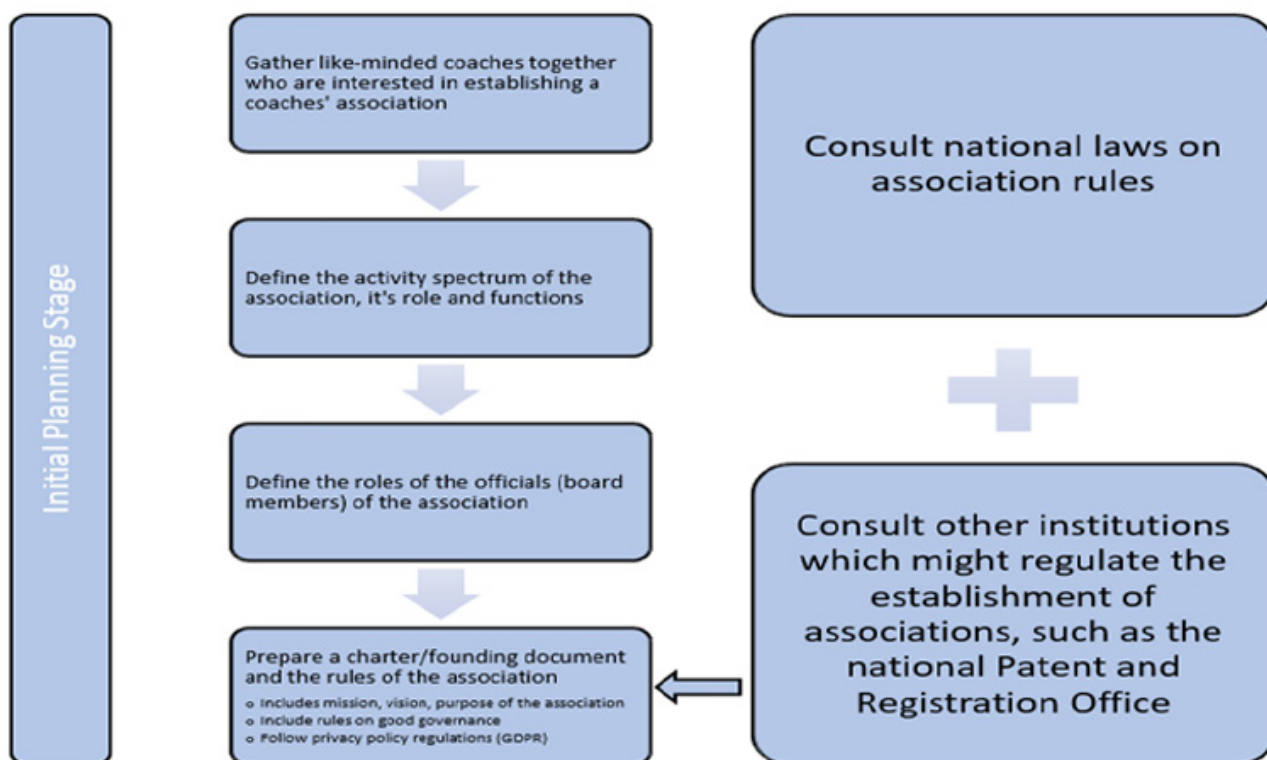 Initial Planning Stage
Gather like-minded coaches together
who are interested in establishing a
coaches' association
Define the activity spectrum of the
association, it's role and functions
Define the roles of the officials (board
members) of the association
Prepare a charter/founding document
and the rules of the association
o Includes mission, vision, purpose of the association
o Include rules on good governance
o Follow privacy policy regulations (GDPR)
Consult national laws on
association rules
Consult other institutions
which might regulate the
establishment of
associations, such as the
national Patent and
Registration Office